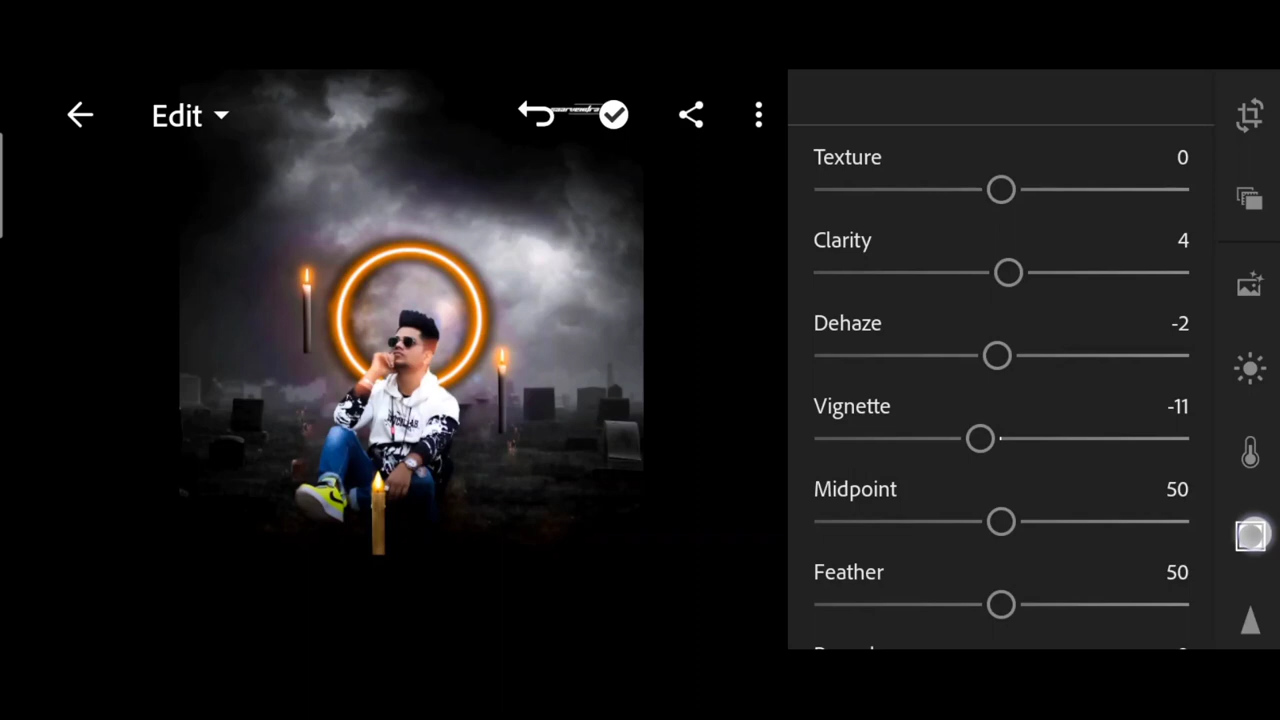 Edit
Texture 0
Clarity 4
Dehaze -2
Vignette -11
Midpoint 50
Feather 50